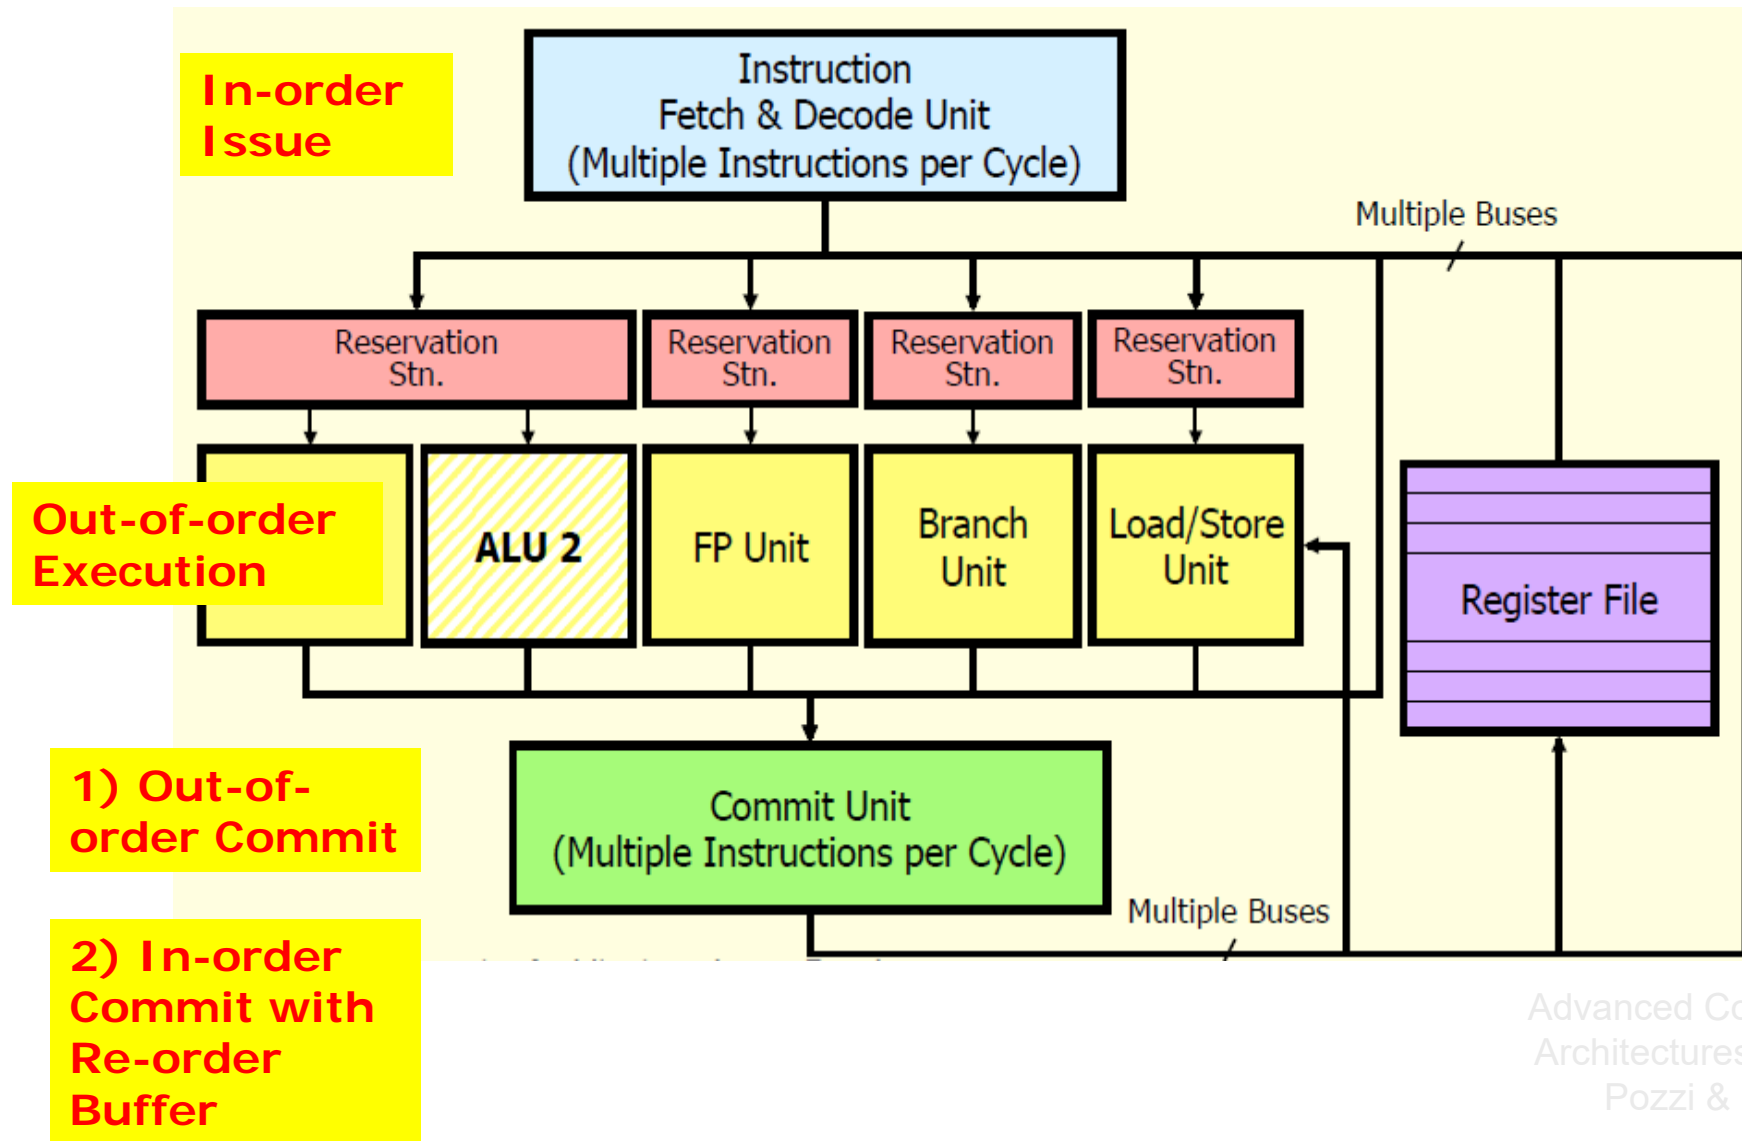 In-order
Issue
Instruction
Fetch & Decode Unit
(Multiple Instructions per Cycle)
Multiple Buses
Reservation
Stn.
Reservation
Stn.
Reservation
Stn.
Reservation
Stn.
Out-of-order
Execution
ALU 2
FP Unit
Branch
Unit
Load/Store
Unit
Register File
1) Out-of-
order Commit
Commit Unit
(Multiple Instructions per Cycle)
Multiple Buses
2) In-order
Commit with
Re-order
Buffer
Advanced Co
Architectures
Pozzi &